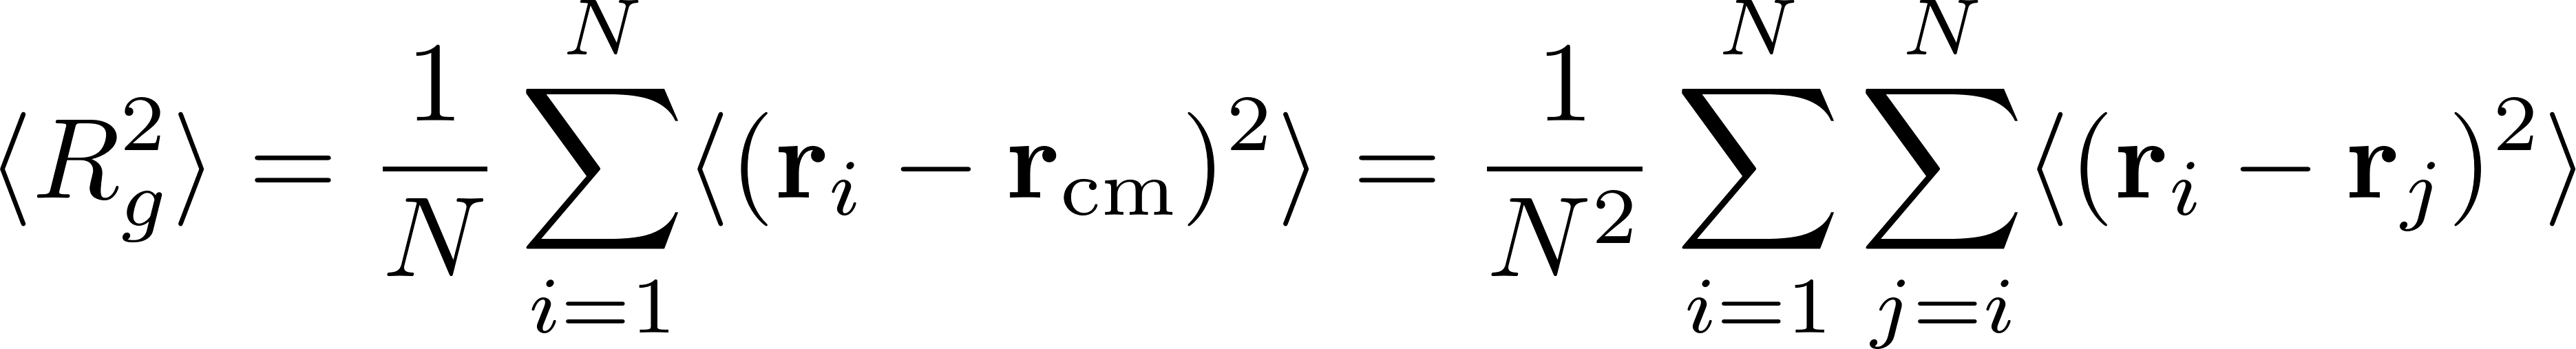 ⟨R_g^2⟩ = \frac{1}{N} \sum_{i=1}^{N} ⟨(\mathbf{r}_i − \mathbf{r}_{cm})^2⟩ = \frac{1}{N^2} \sum_{i=1}^{N} \sum_{j=i}^{N} ⟨(\mathbf{r}_i − \mathbf{r}_j)^2⟩